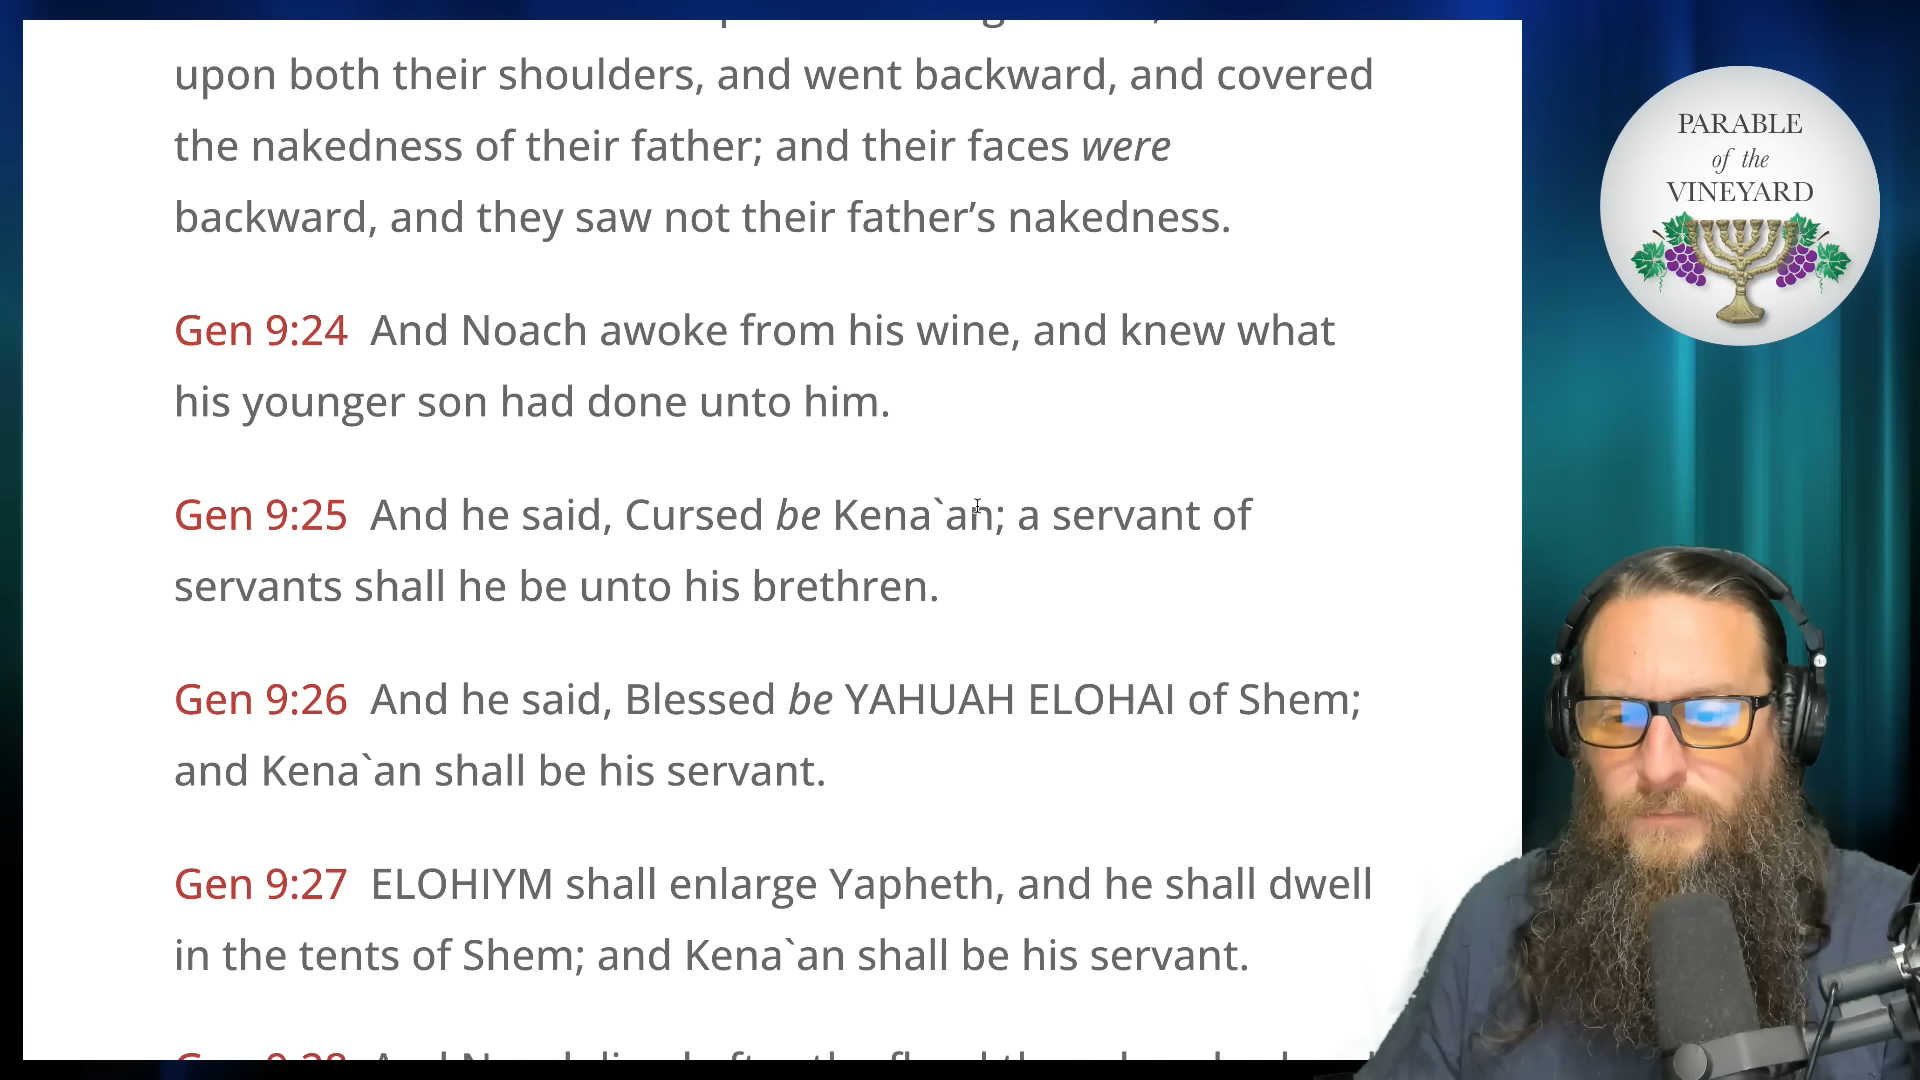 upon both their shoulders, and went backward, and covered
the nakedness of their father; and their faces were
backward, and they saw not their father’s nakedness.
Gen 9:24 And Noach awoke from his wine, and knew what
his younger son had done unto him.
Gen 9:25 And he said, Cursed be Kena`an; a servant of
servants shall he be unto his brethren.
Gen 9:26 And he said, Blessed be YAHUAH ELOHAI of Shem;
and Kena`an shall be his servant.
Gen 9:27 ELOHIYM shall enlarge Yapheth, and he shall dwell
in the tents of Shem; and Kena`an shall be his servant.
PARABLE
of the
VINEYARD